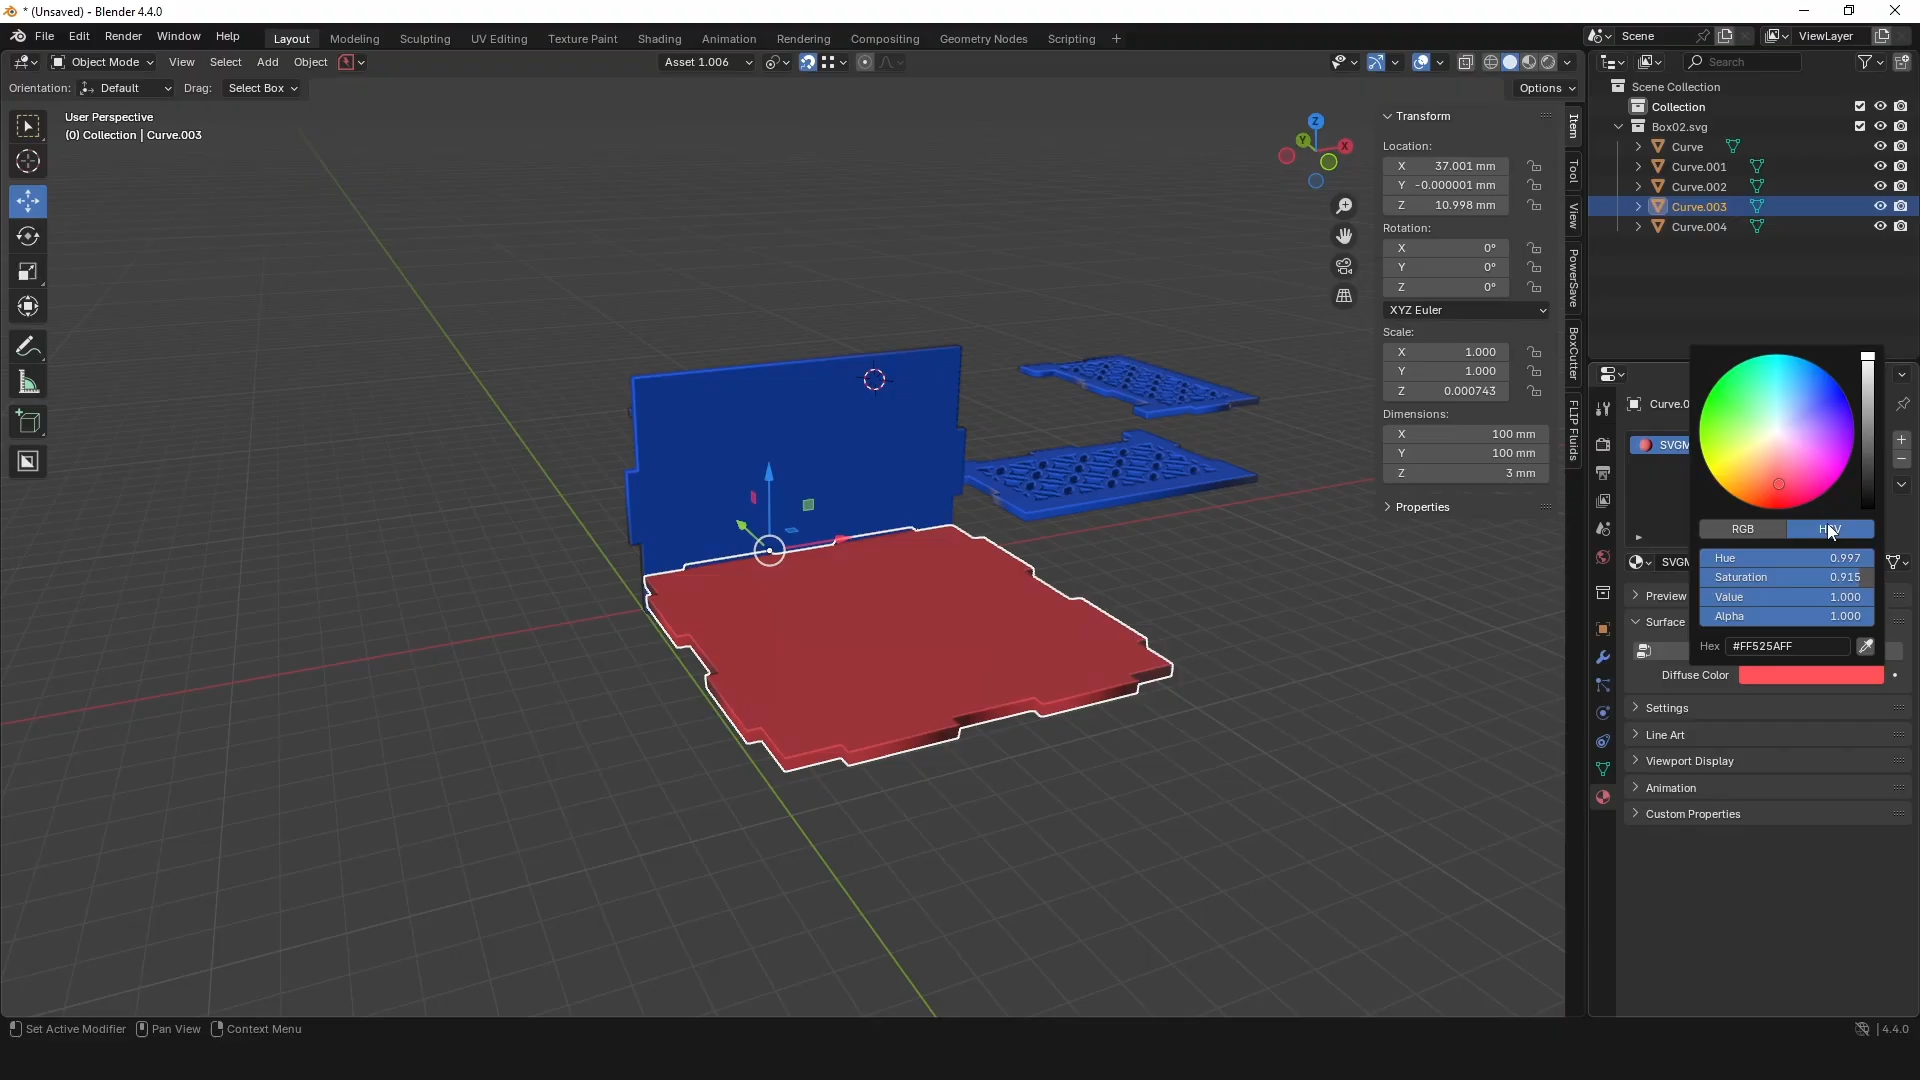 * (Unsaved) - Blender 4.4.0
File Edit Render Window Help
Layout Modeling Sculpting UV Editing Texture Paint Shading Animation Rendering Compositing Geometry Nodes Scripting +
Scene
ViewLayer
Object Mode View Select Add Object
Asset 1.006
Search
Orientation: Default Drag: Select Box
Options
User Perspective
(0) Collection | Curve.003
Z
Y
X
Transform
Location:
X 37.001 mm
Y -0.000001 mm
Z 10.998 mm
Rotation:
X 0°
Y 0°
Z 0°
XYZ Euler
Scale:
X 1.000
Y 1.000
Z 0.000743
Dimensions:
X 100 mm
Y 100 mm
Z 3 mm
Properties
Item
Tool
View
PowerSave
BoxCutter
FLIP Fluids
Scene Collection
Collection
Box02.svg
Curve
Curve.001
Curve.002
Curve.003
Curve.004
Curve.0
SVGM
RGB
Hue 0.997
Saturation 0.915
Value 1.000
Alpha 1.000
Hex #FF525AFF
SVGM
Preview
Surface
Diffuse Color
Settings
Line Art
Viewport Display
Animation
Custom Properties
Set Active Modifier Pan View Context Menu
4.4.0